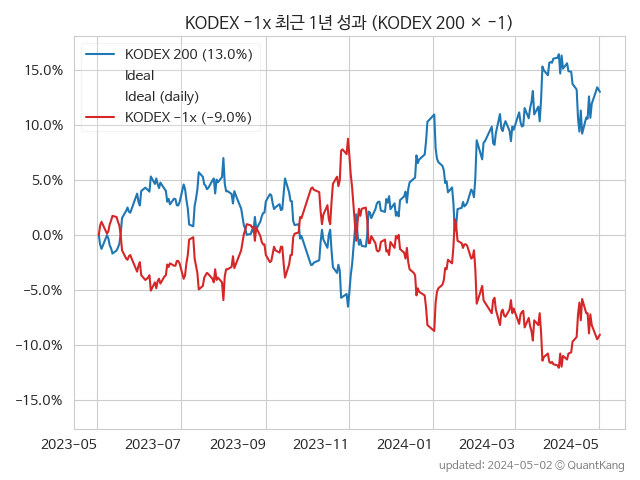 KODEX −1x 최근 1년 성과 (KODEX 200 × −1)
KODEX 200 (13.0%)
Ideal
Ideal (daily)
KODEX −1x (−9.0%)
15.0%
10.0%
5.0%
0.0%
−5.0%
−10.0%
−15.0%
2023-05 2023-07 2023-09 2023-11 2024-01 2024-03 2024-05
updated: 2024-05-02 © QuantKang